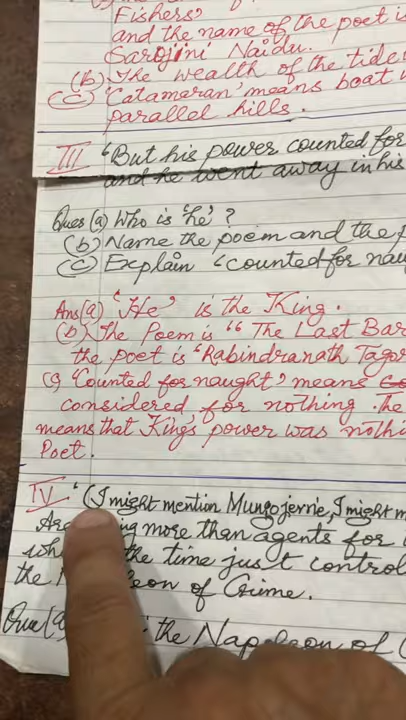 Fishers'
and the name of the poet is
Sarojini Naidu.
(b) The wealth of the tides
(c) 'Catamaran' means boat
parallel hills.
III "But his power counted for
and he went away in his
Ques (a) Who is 'he' ?
(b) Name the poem and the
(c) Explain 'counted for nau
Ans (a) 'He' is the King.
(b) The Poem is "The Last Bar
the poet is 'Rabindranath Tagor
(c) 'Counted for naught' means
considered for nothing. The
means that King's power was nothi
Poet.
IV "(I might mention Mungojerrie, I might m
Are more than agents for
the time just control
the of Crime.
Que (a) the Napoleon of